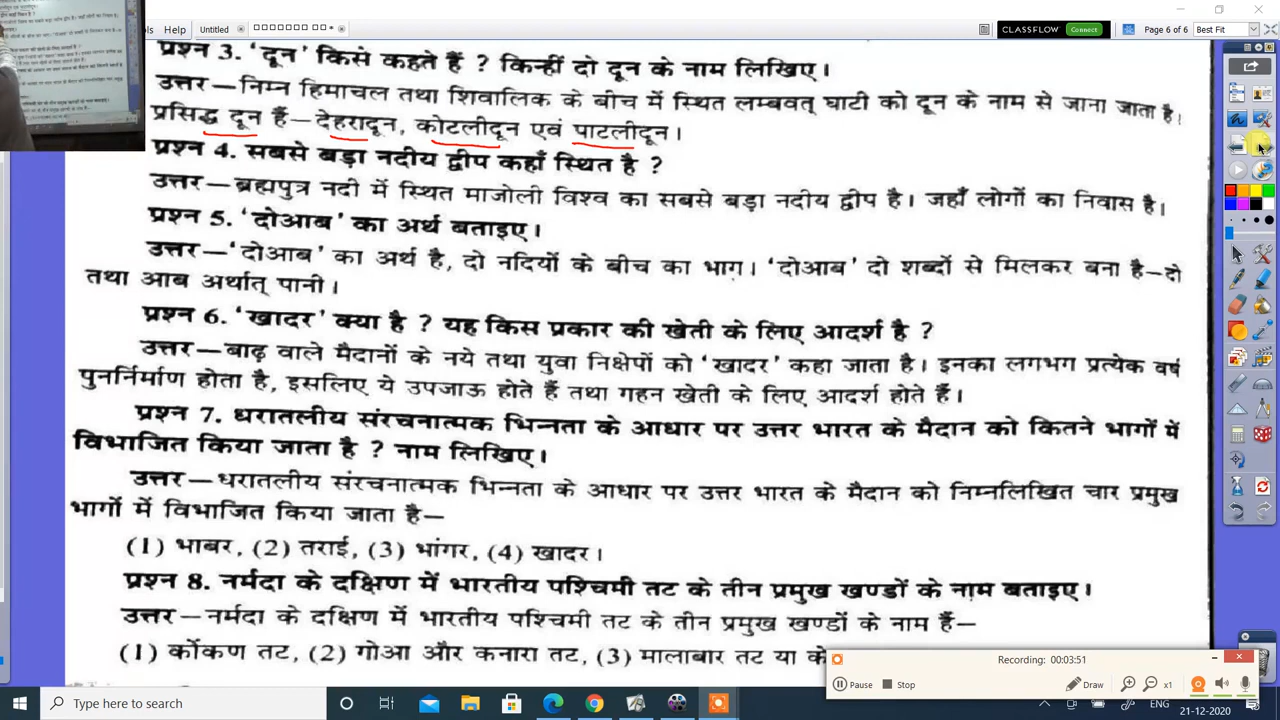 ols Help Untitled
CLASSFLOW Connect Page 6 of 6 Best Fit
प्रश्न 3. 'दून' किसे कहते हैं ? किन्हीं दो दून के नाम लिखिए।
उत्तर–निम्न हिमाचल तथा शिवालिक के बीच में स्थित लम्बवत् घाटी को दून के नाम से जाना जाता है।
प्रसिद्ध दून हैं– देहरादून, कोटलीदून एवं पाटलीदून।
प्रश्न 4. सबसे बड़ा नदीय द्वीप कहाँ स्थित है ?
उत्तर–ब्रह्मपुत्र नदी में स्थित माजोली विश्व का सबसे बड़ा नदीय द्वीप है। जहाँ लोगों का निवास है।
प्रश्न 5. 'दोआब' का अर्थ बताइए।
उत्तर–'दोआब' का अर्थ है, दो नदियों के बीच का भाग। 'दोआब' दो शब्दों से मिलकर बना है–दो
तथा आब अर्थात् पानी।
प्रश्न 6. 'खादर' क्या है ? यह किस प्रकार की खेती के लिए आदर्श है ?
उत्तर–बाढ़ वाले मैदानों के नये तथा युवा निक्षेपों को 'खादर' कहा जाता है। इनका लगभग प्रत्येक वर्ष
पुनर्निर्माण होता है, इसलिए ये उपजाऊ होते हैं तथा गहन खेती के लिए आदर्श होते हैं।
प्रश्न 7. धरातलीय संरचनात्मक भिन्नता के आधार पर उत्तर भारत के मैदान को कितने भागों में
विभाजित किया जाता है ? नाम लिखिए।
उत्तर–धरातलीय संरचनात्मक भिन्नता के आधार पर उत्तर भारत के मैदान को निम्नलिखित चार प्रमुख
भागों में विभाजित किया जाता है–
(1) भाबर, (2) तराई, (3) भांगर, (4) खादर।
प्रश्न 8. नर्मदा के दक्षिण में भारतीय पश्चिमी तट के तीन प्रमुख खण्डों के नाम बताइए।
उत्तर–नर्मदा के दक्षिण में भारतीय पश्चिमी तट के तीन प्रमुख खण्डों के नाम हैं–
(1) कोंकण तट, (2) गोआ और कनारा तट, (3) मालाबार तट या के
Recording: 00:03:51
Pause Stop Draw x1
Type here to search
ENG
21-12-2020